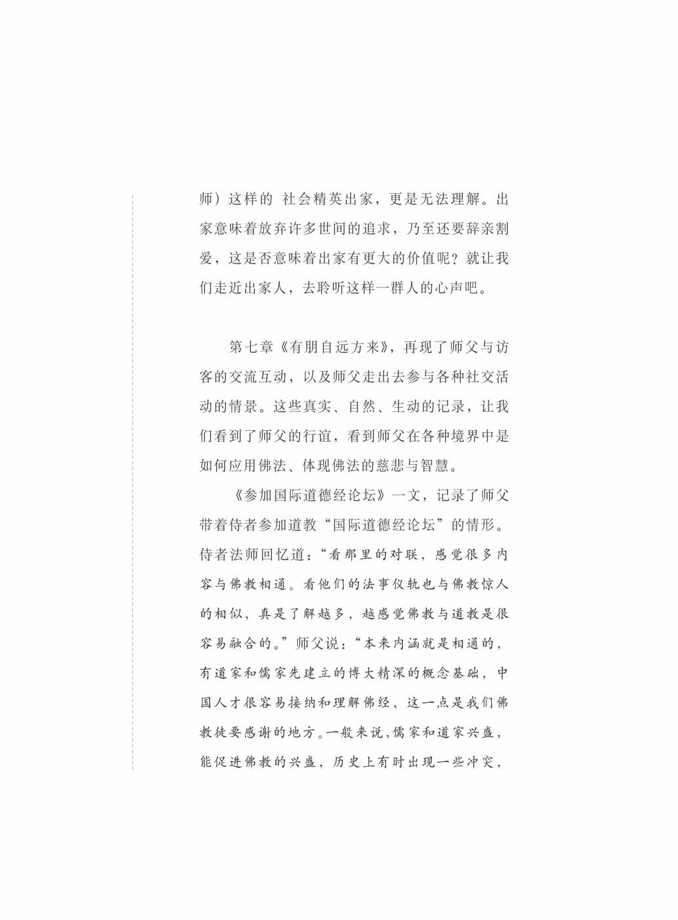 师）这样的 社会精英出家，更是无法理解。出
家意味着放弃许多世间的追求，乃至还要辞亲割
爱，这是否意味着出家有更大的价值呢？就让我
们走近出家人，去聆听这样一群人的心声吧。
第七章《有朋自远方来》，再现了师父与访
客的交流互动，以及师父走出去参与各种社交活
动的情景。这些真实、自然、生动的记录，让我
们看到了师父的行谊，看到师父在各种境界中是
如何应用佛法、体现佛法的慈悲与智慧。
《参加国际道德经论坛》一文，记录了师父
带着侍者参加道教“国际道德经论坛”的情形。
侍者法师回忆道：“看那里的对联，感觉很多内
容与佛教相通。看他们的法事仪轨也与佛教惊人
的相似，真是了解越多，越感觉佛教与道教是很
容易融合的。”师父说：“本来内涵就是相通的，
有道家和儒家先建立的博大精深的概念基础，中
国人才很容易接纳和理解佛经，这一点是我们佛
教徒要感谢的地方。一般来说，儒家和道家兴盛，
能促进佛教的兴盛，历史上有时出现一些冲突，